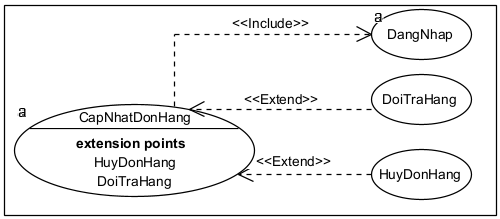 a
<<Include>>
DangNhap
<<Extend>>
DoiTraHang
a
CapNhatDonHang
extension points
HuyDonHang
DoiTraHang
<<Extend>>
HuyDonHang